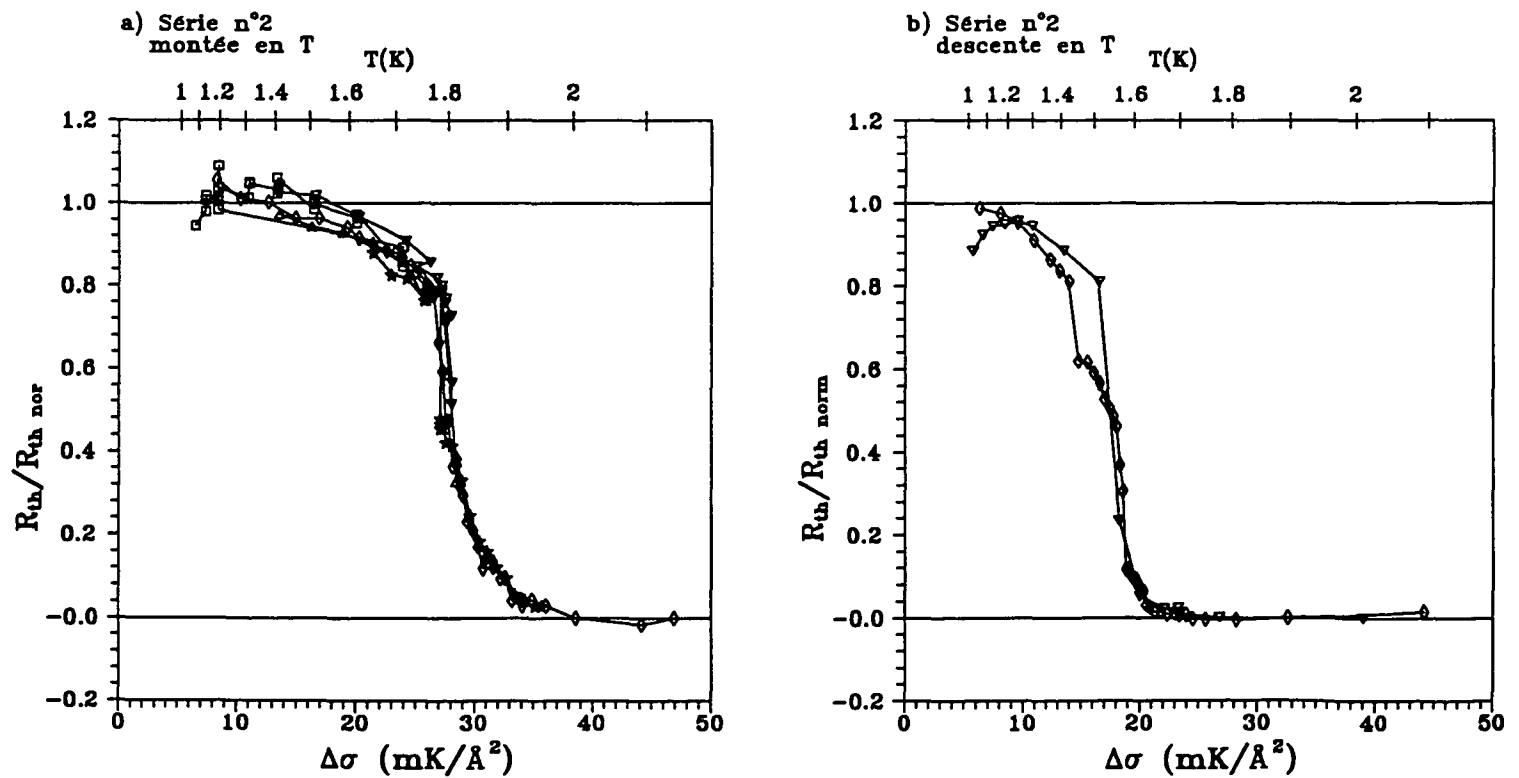 a) Série n°2
montée en T
T(K)
1 1.2 1.4 1.6 1.8 2
1.2
1.0
0.8
0.6
0.4
0.2
−0.0
−0.2
0 10 20 30 40 50
Rth/Rth nor
Δσ (mK/Å²)
b) Série n°2
descente en T
T(K)
1 1.2 1.4 1.6 1.8 2
1.2
1.0
0.8
0.6
0.4
0.2
−0.0
−0.2
0 10 20 30 40 50
Rth/Rth norm
Δσ (mK/Å²)